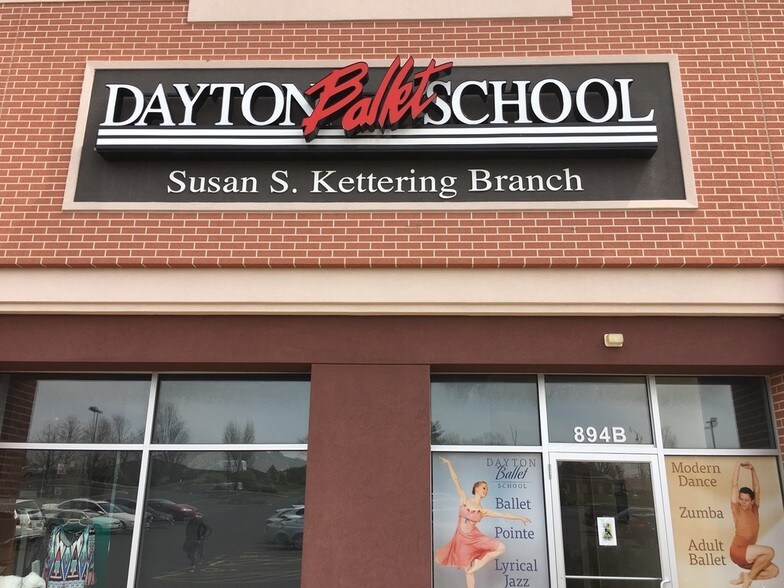 DAYTON Ballet SCHOOL
Susan S. Kettering Branch
894B
DAYTON
Ballet
SCHOOL
Ballet
Pointe
Lyrical
Jazz
Modern
Dance
Zumba
Adult
Ballet